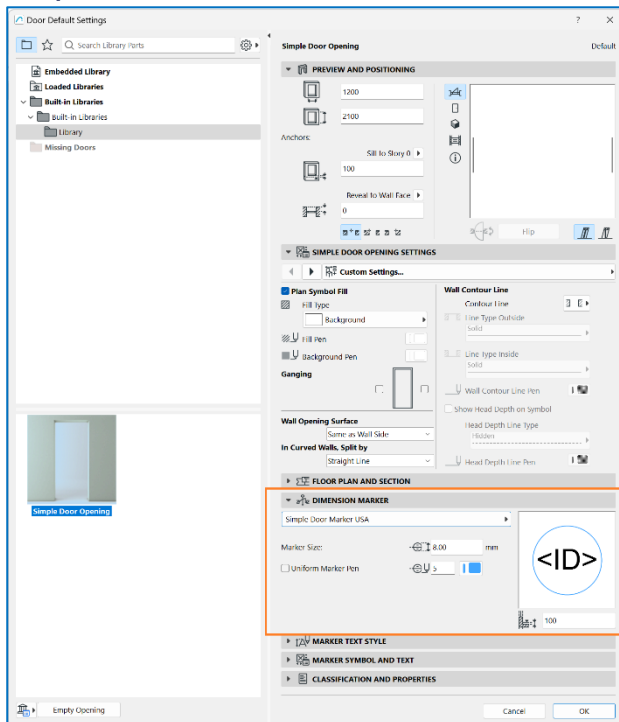 Door Default Settings
? ×
Search Library Parts
Embedded Library
Loaded Libraries
Built-in Libraries
Built-in Libraries
Library
Missing Doors
Simple Door Opening
Empty Opening
Simple Door Opening Default
PREVIEW AND POSITIONING
1200
2100
Anchors:
Sill to Story 0
100
Reveal to Wall Face
0
Flip
SIMPLE DOOR OPENING SETTINGS
Custom Settings...
Plan Symbol Fill
Fill Type
Background
Fill Pen
Background Pen
Ganging
Wall Opening Surface
Same as Wall Side
In Curved Walls, Split by
Straight Line
Wall Contour Line
Contour Line
Line Type Outside
Solid
Line Type Inside
Solid
Wall Contour Line Pen 1
Show Head Depth on Symbol
Head Depth Line Type
Hidden
Head Depth Line Pen 1
FLOOR PLAN AND SECTION
DIMENSION MARKER
Simple Door Marker USA
Marker Size: 8.00 mm
Uniform Marker Pen 5
<ID>
100
MARKER TEXT STYLE
MARKER SYMBOL AND TEXT
CLASSIFICATION AND PROPERTIES
Cancel OK